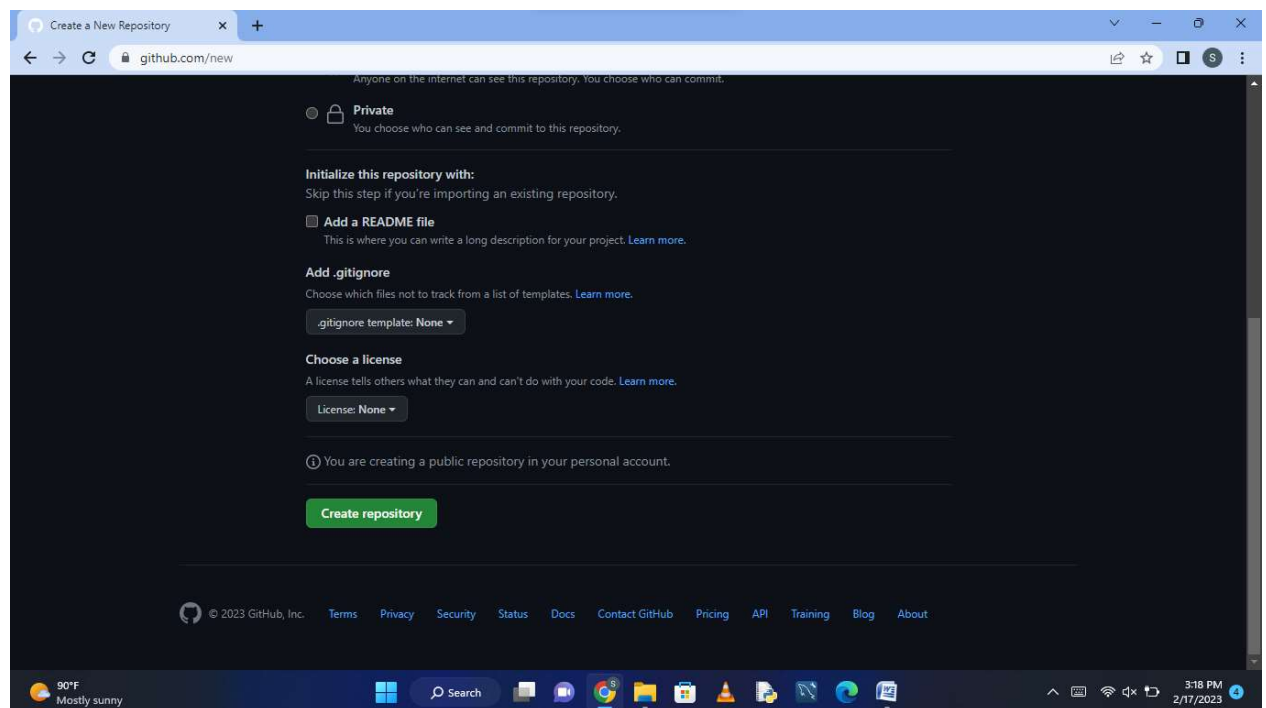 Create a New Repository
github.com/new
S
Anyone on the internet can see this repository. You choose who can commit.
Private
You choose who can see and commit to this repository.
Initialize this repository with:
Skip this step if you're importing an existing repository.
Add a README file
This is where you can write a long description for your project. Learn more.
Add .gitignore
Choose which files not to track from a list of templates. Learn more.
.gitignore template: None
Choose a license
A license tells others what they can and can't do with your code. Learn more.
License: None
You are creating a public repository in your personal account.
Create repository
© 2023 GitHub, Inc. Terms Privacy Security Status Docs Contact GitHub Pricing API Training Blog About
90°F
Mostly sunny
Search
S
3:18 PM
2/17/2023
4